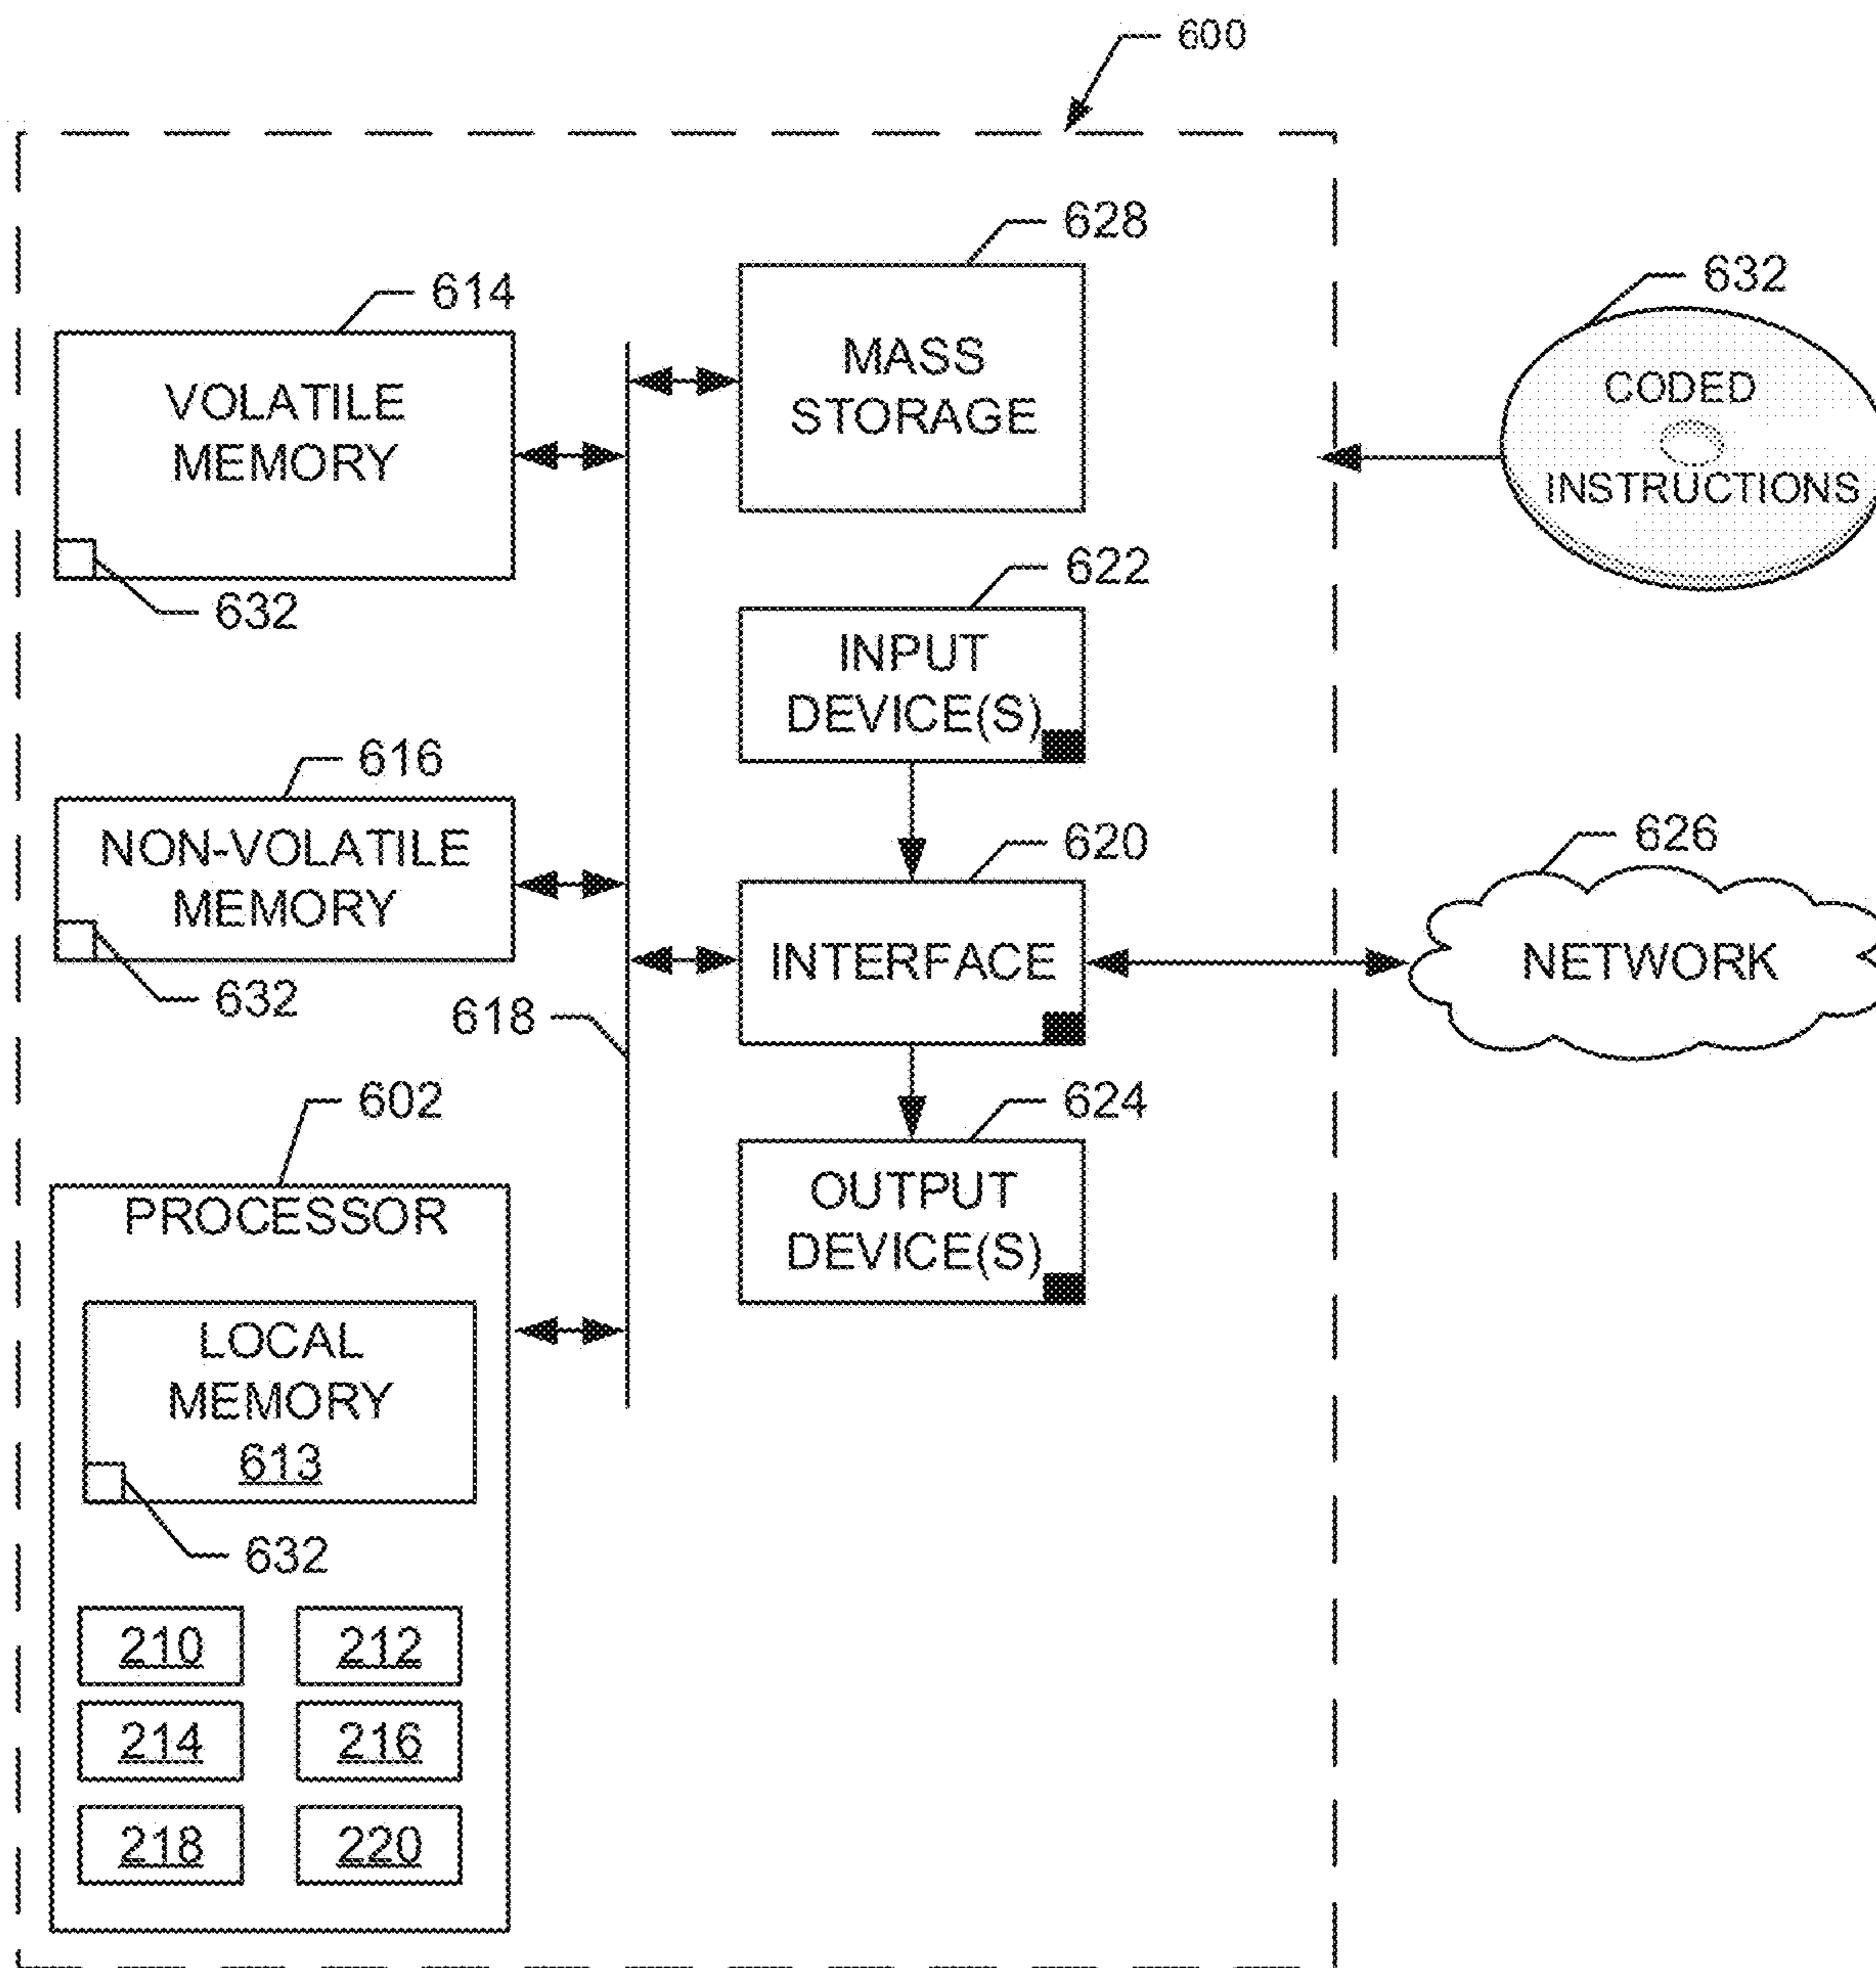 600
628
MASS
STORAGE
614
VOLATILE
MEMORY
632
632
CODED
INSTRUCTIONS
622
INPUT
DEVICE(S)
616
NON-VOLATILE
MEMORY
632
620
INTERFACE
626
NETWORK
618
624
OUTPUT
DEVICE(S)
602
PROCESSOR
LOCAL
MEMORY
613
632
210
212
214
216
218
220